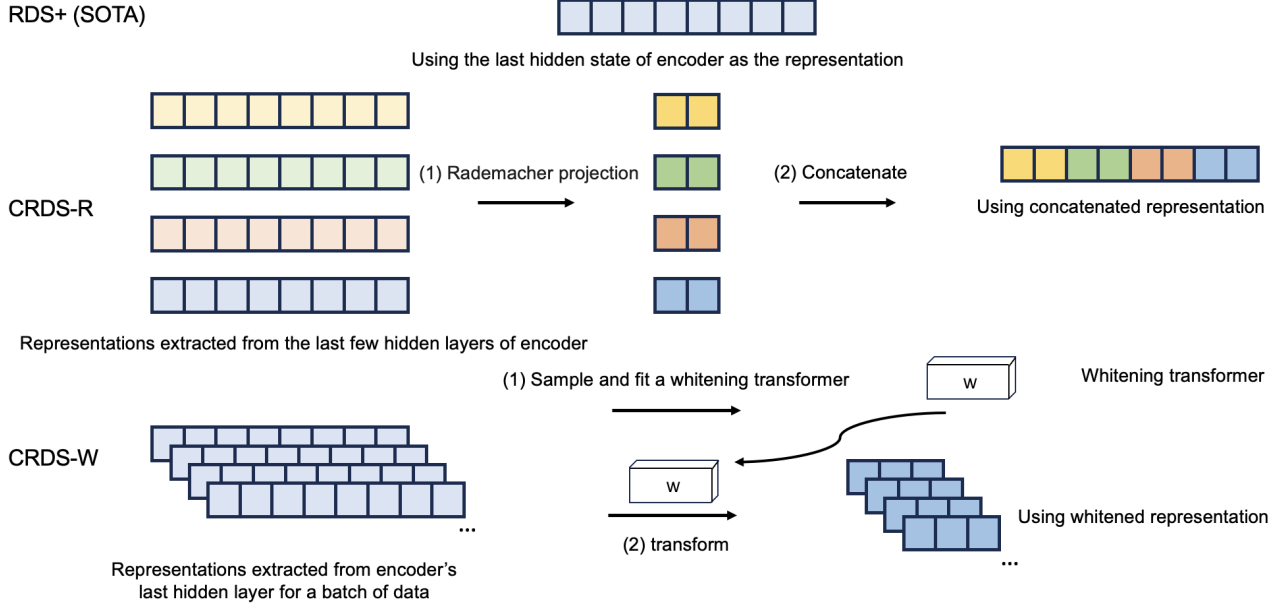 RDS+ (SOTA)
Using the last hidden state of encoder as the representation
CRDS-R
(1) Rademacher projection
(2) Concatenate
Using concatenated representation
Representations extracted from the last few hidden layers of encoder
(1) Sample and fit a whitening transformer
W
Whitening transformer
CRDS-W
W
(2) transform
Using whitened representation
...
...
Representations extracted from encoder's
last hidden layer for a batch of data